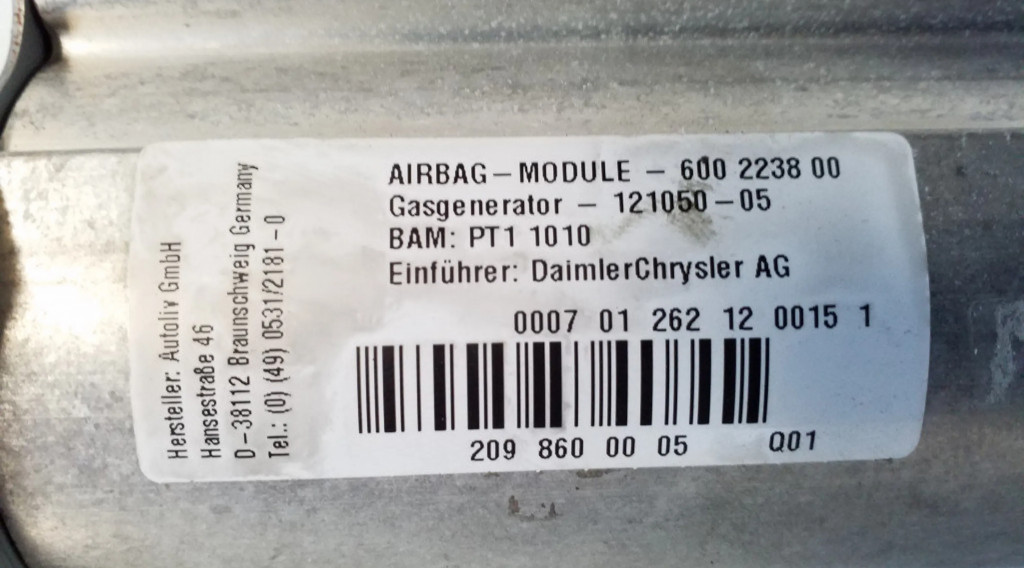 Hersteller: Autoliv GmbH
Hansestraße 46
D-38112 Braunschweig Germany
Tel.: (0) (49) 0531/2181-0
AIRBAG-MODULE - 600 2238 00
Gasgenerator - 121050-05
BAM: PT1 1010
Einführer: DaimlerChrysler AG
0007 01 262 12 0015 1
209 860 00 05 Q01